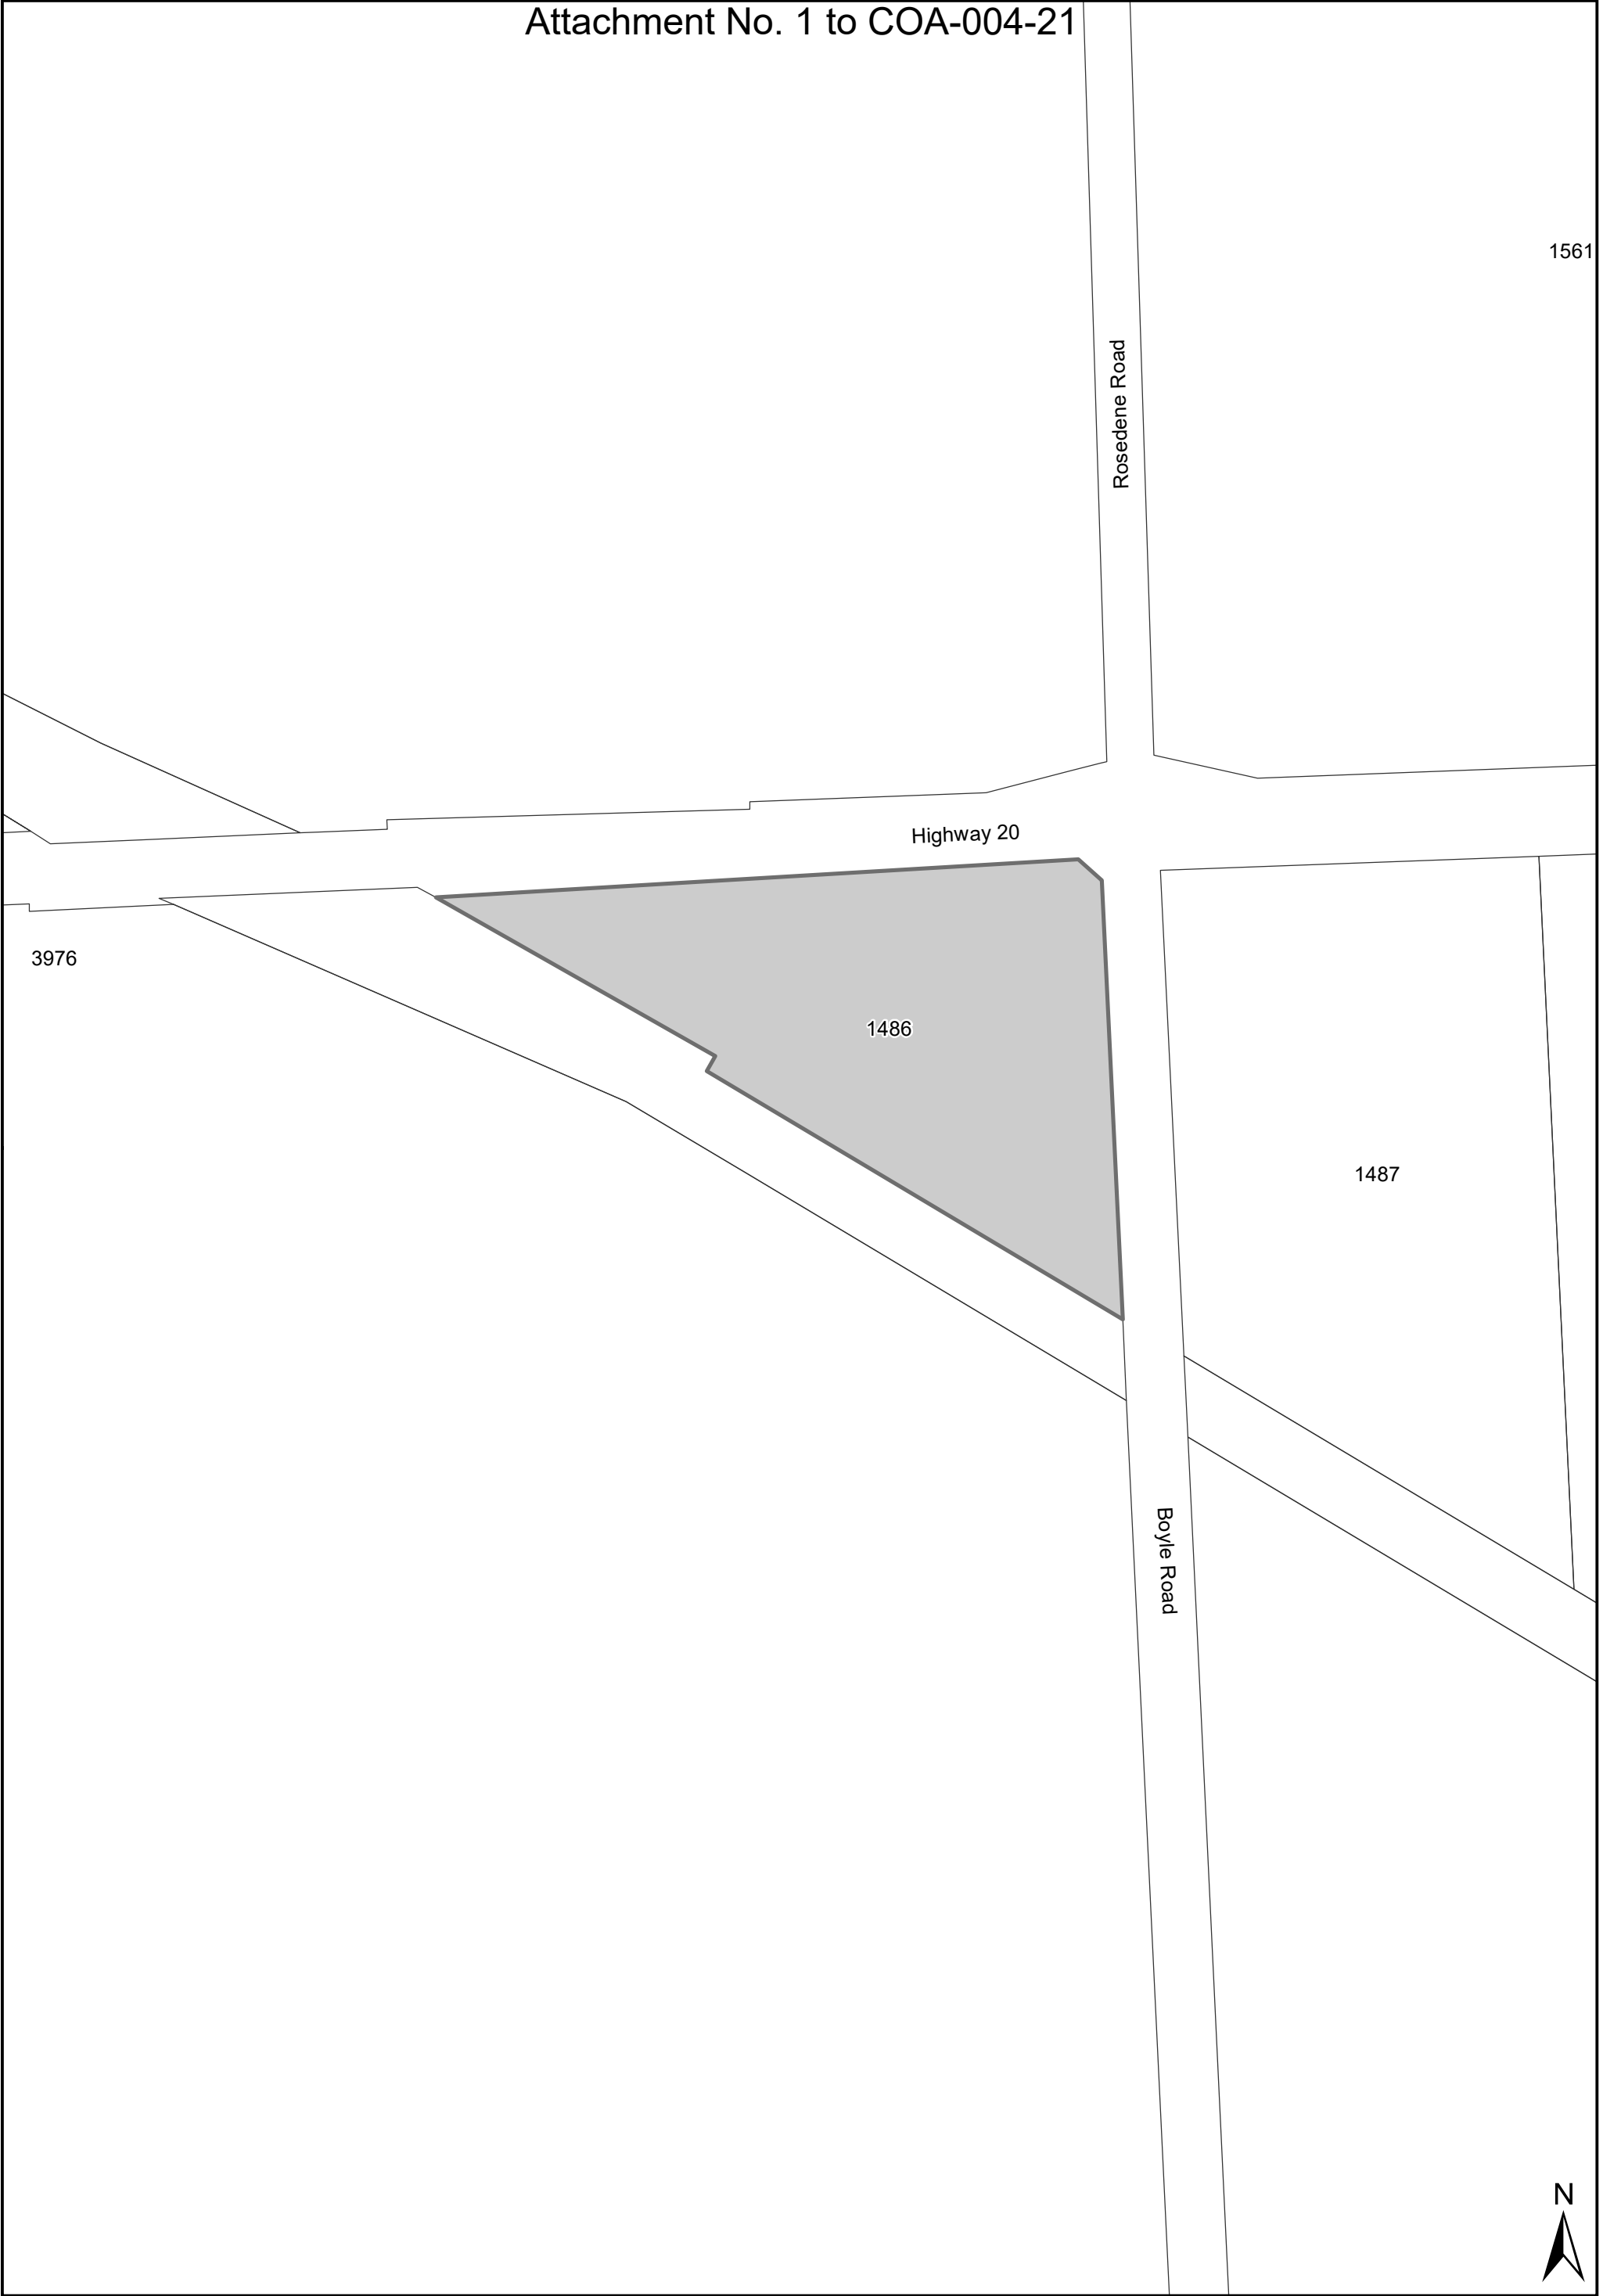 Attachment No. 1 to COA-004-21
1561
Rosedene Road
Highway 20
3976
1486
1487
Boyle Road
N